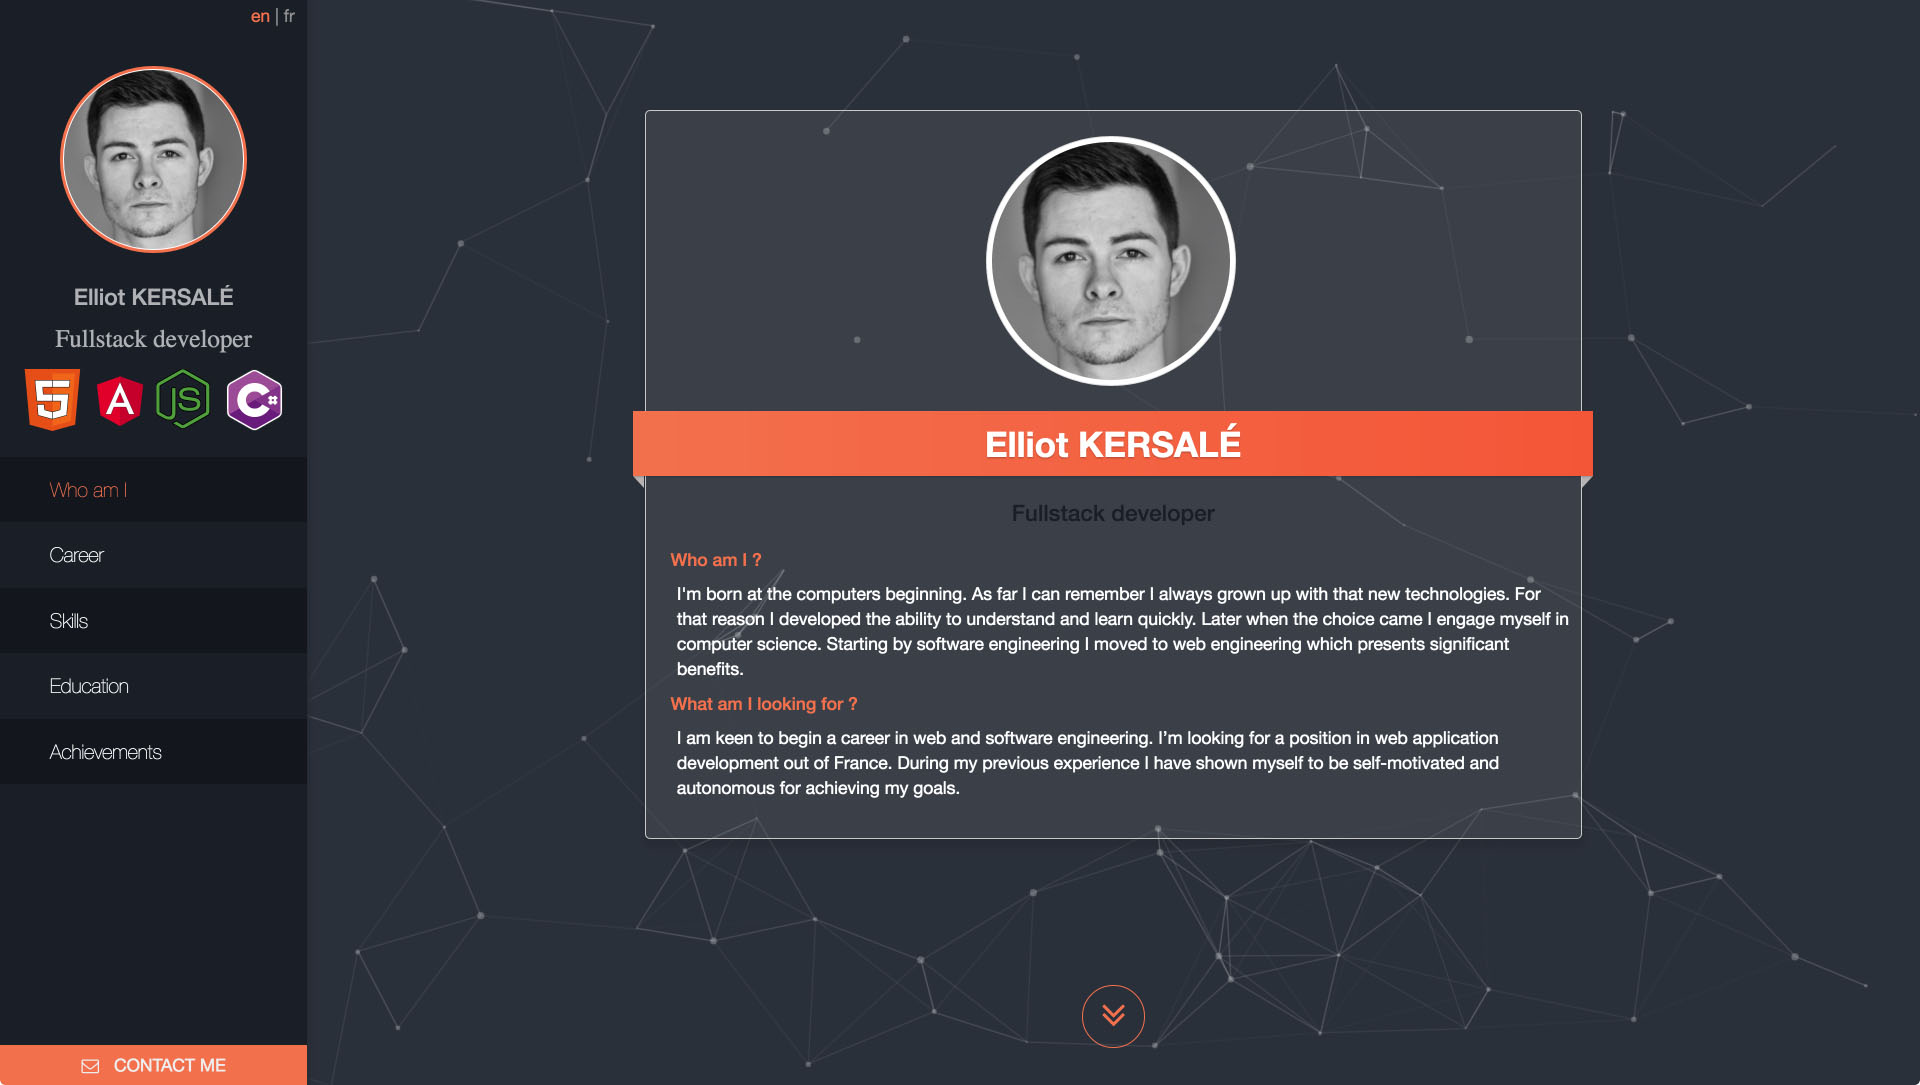 en | fr
Elliot KERSALÉ
Fullstack developer
5 A JS C#
Who am I
Career
Skills
Education
Achievements
CONTACT ME
Elliot KERSALÉ
Fullstack developer
Who am I ?
I'm born at the computers beginning. As far I can remember I always grown up with that new technologies. For
that reason I developed the ability to understand and learn quickly. Later when the choice came I engage myself in
computer science. Starting by software engineering I moved to web engineering which presents significant
benefits.
What am I looking for ?
I am keen to begin a career in web and software engineering. I’m looking for a position in web application
development out of France. During my previous experience I have shown myself to be self-motivated and
autonomous for achieving my goals.